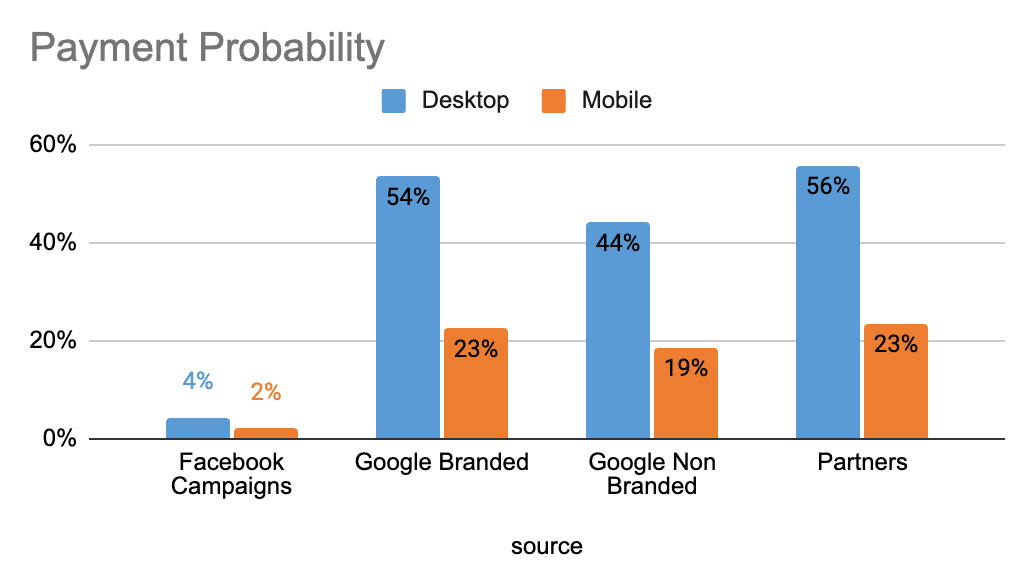 Payment Probability
Desktop
Mobile
60%
40%
20%
0%
4%
2%
54%
23%
44%
19%
56%
23%
Facebook
Campaigns
Google Branded
Google Non
Branded
Partners
source